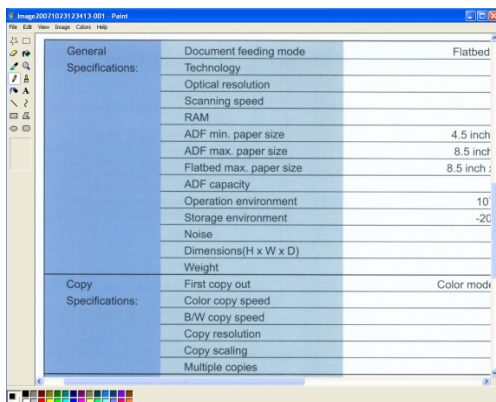 Image20071023123413-001 - Paint
File Edit View Image Colors Help
General Document feeding mode Flatbed
Specifications: Technology
Optical resolution
Scanning speed
RAM
ADF min. paper size 4.5 inch
ADF max. paper size 8.5 inch
Flatbed max. paper size 8.5 inch
ADF capacity
Operation environment 10
Storage environment -20
Noise
Dimensions(H x W x D)
Weight
Copy First copy out Color mode
Specifications: Color copy speed
B/W copy speed
Copy resolution
Copy scaling
Multiple copies